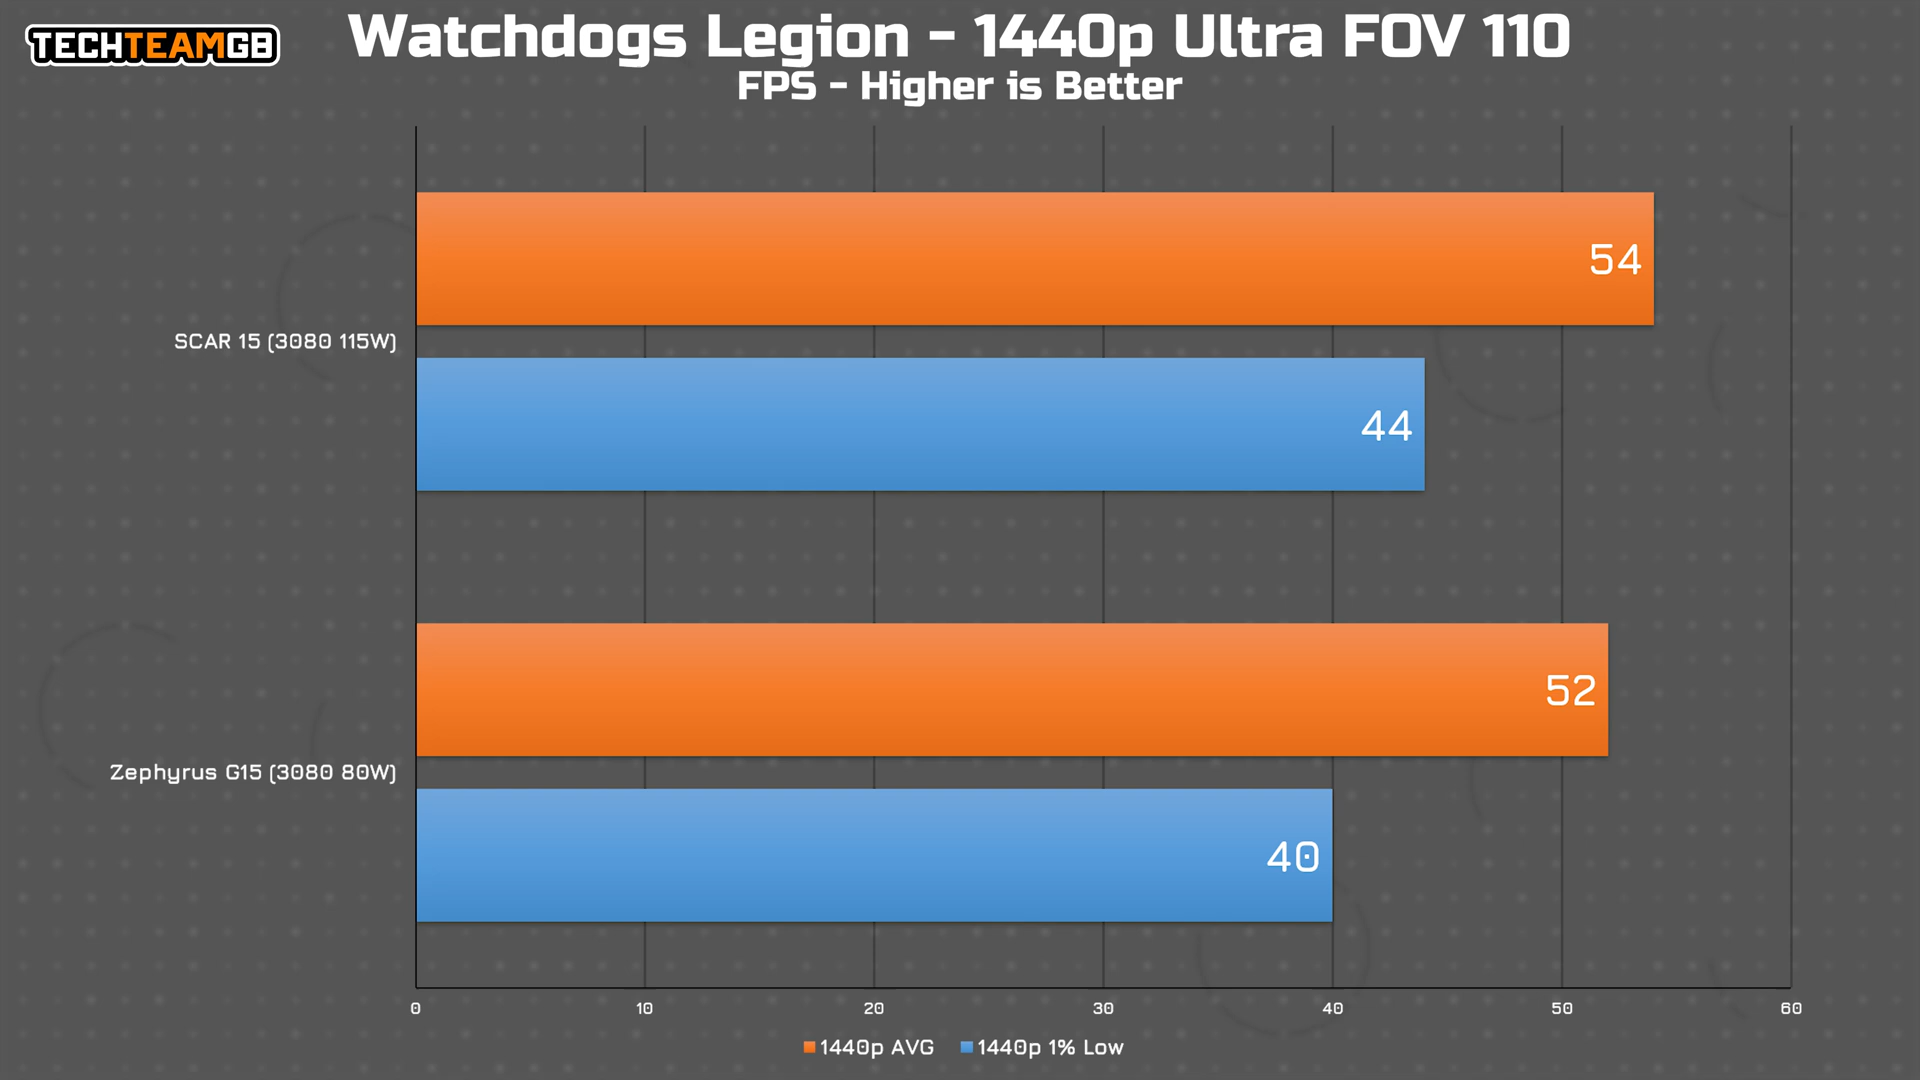 TECHTEAMGB
Watchdogs Legion - 1440p Ultra FOV 110
FPS - Higher is Better
54
SCAR 15 (3080 115W)
44
52
Zephyrus G15 (3080 80W)
40
0 10 20 30 40 50 60
1440p AVG 1440p 1% Low